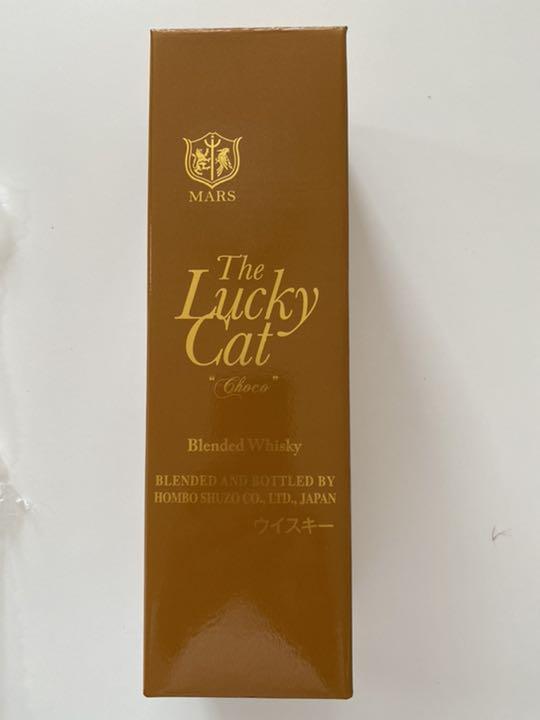 MARS
The
Lucky
Cat
"Choco"
Blended Whisky
BLENDED AND BOTTLED BY
HOMBO SHUZO CO., LTD., JAPAN
ウイスキー